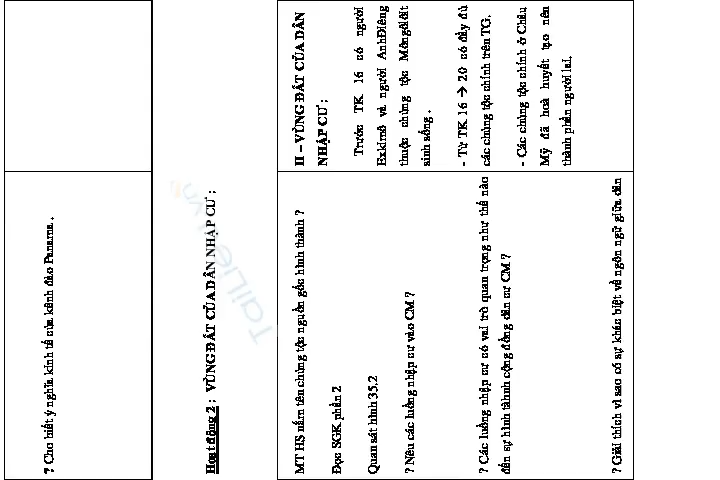 ? Cho biết ý nghĩa kinh tế của kênh đào Panama .
Hoạt động 2 : VÙNG ĐẤT CỦA DÂN NHẬP CƯ :
MT HS nắm tên chủng tộc nguồn gốc hình thành ?
Đọc SGK phần 2
Quan sát hình 35.2
? Nêu các luồng nhập cư vào CM ?
? Các luồng nhập cư có vai trò quan trọng như thế nào
đến sự hình tàhnh cộng đồng dân cư CM ?
? Giải thích vì sao có sự khác biệt về ngôn ngữ giữa dân
II – VÙNG ĐẤT CỦA DÂN
NHẬP CƯ :
Trước TK 16 có người
Exkimô và người AnhĐiêng
thuộc chủng tộc Môngôlôít
sinh sống .
- Từ TK 16 → 20 có đầy đủ
các chủng tộc chính trên TG.
- Các chủng tộc chính ở Châu
Mỹ đã hoà huyết tạo nên
thành phần người lai.
TaiLieu.vn